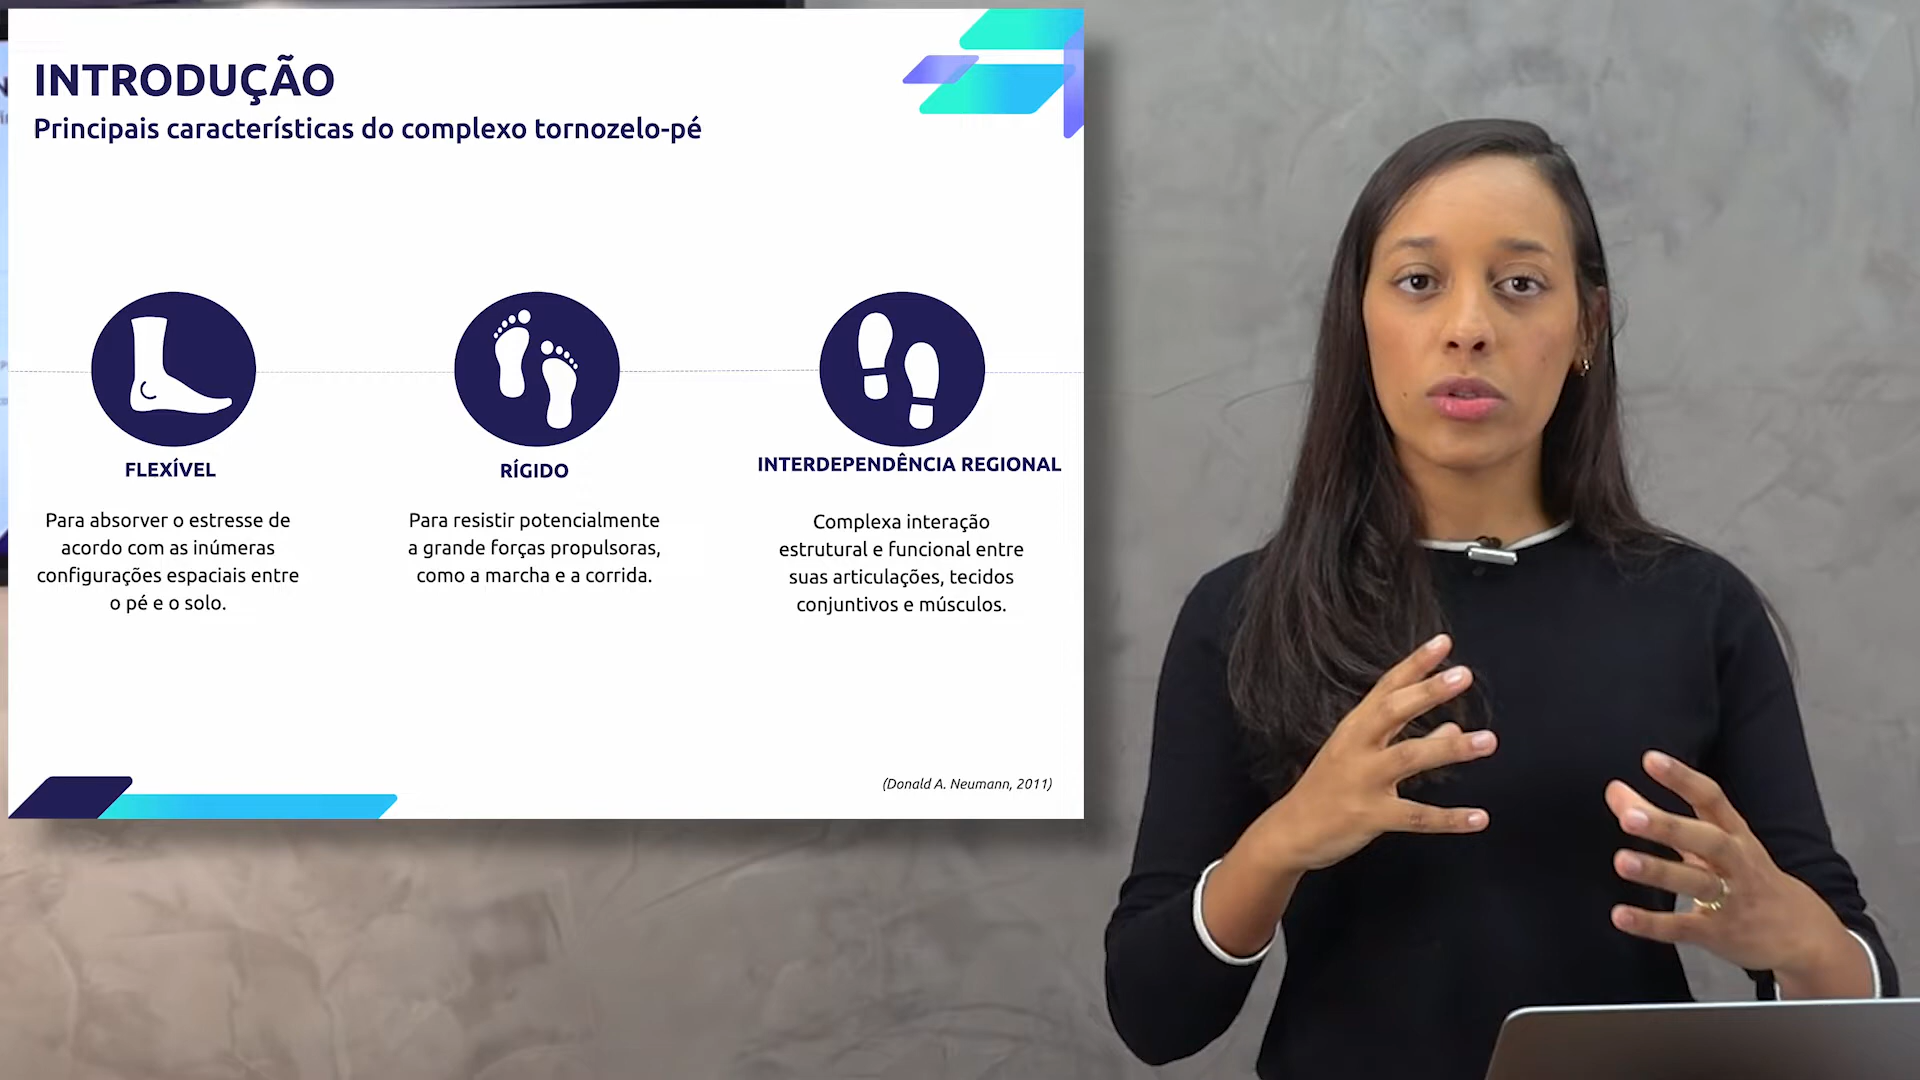 INTRODUÇÃO
Principais características do complexo tornozelo-pé
FLEXÍVEL
Para absorver o estresse de
acordo com as inúmeras
configurações espaciais entre
o pé e o solo.
RÍGIDO
Para resistir potencialmente
a grande forças propulsoras,
como a marcha e a corrida.
INTERDEPENDÊNCIA REGIONAL
Complexa interação
estrutural e funcional entre
suas articulações, tecidos
conjuntivos e músculos.
(Donald A. Neumann, 2011)